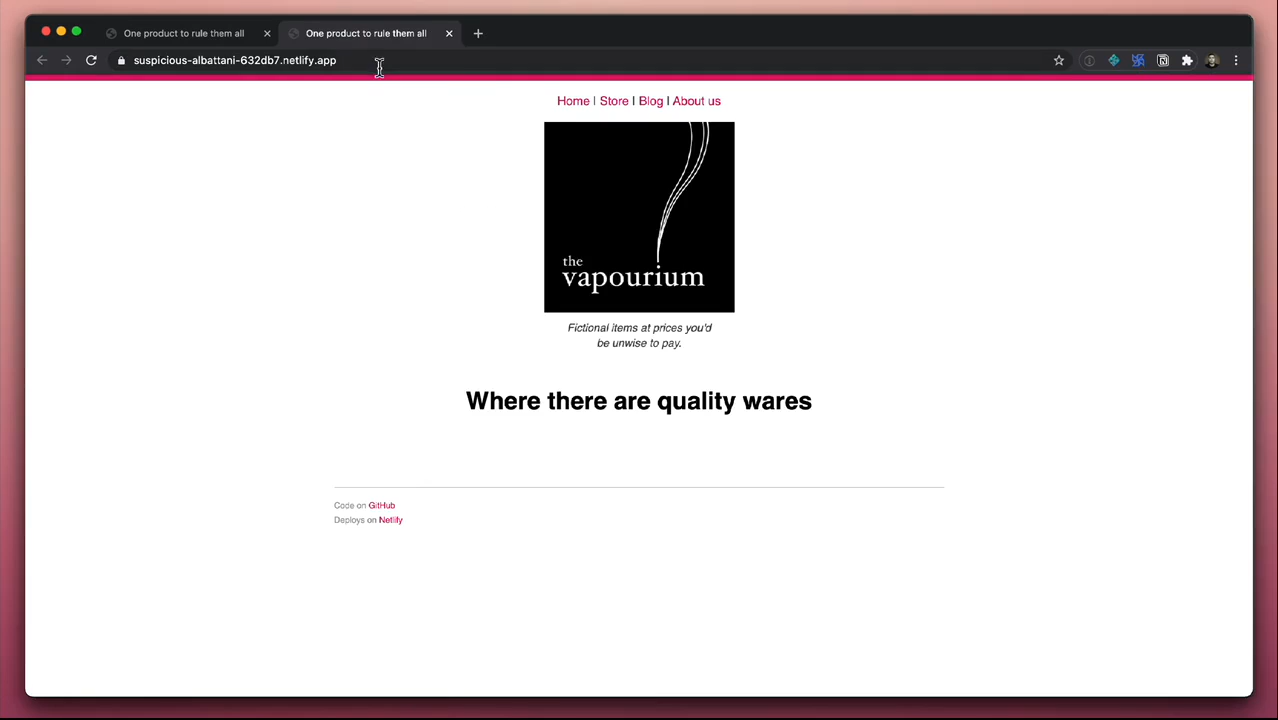 One product to rule them all
One product to rule them all
suspicious-albattani-632db7.netlify.app
Home | Store | Blog | About us
the
vapourium
Fictional items at prices you'd
be unwise to pay.
Where there are quality wares
Code on GitHub
Deploys on Netlify